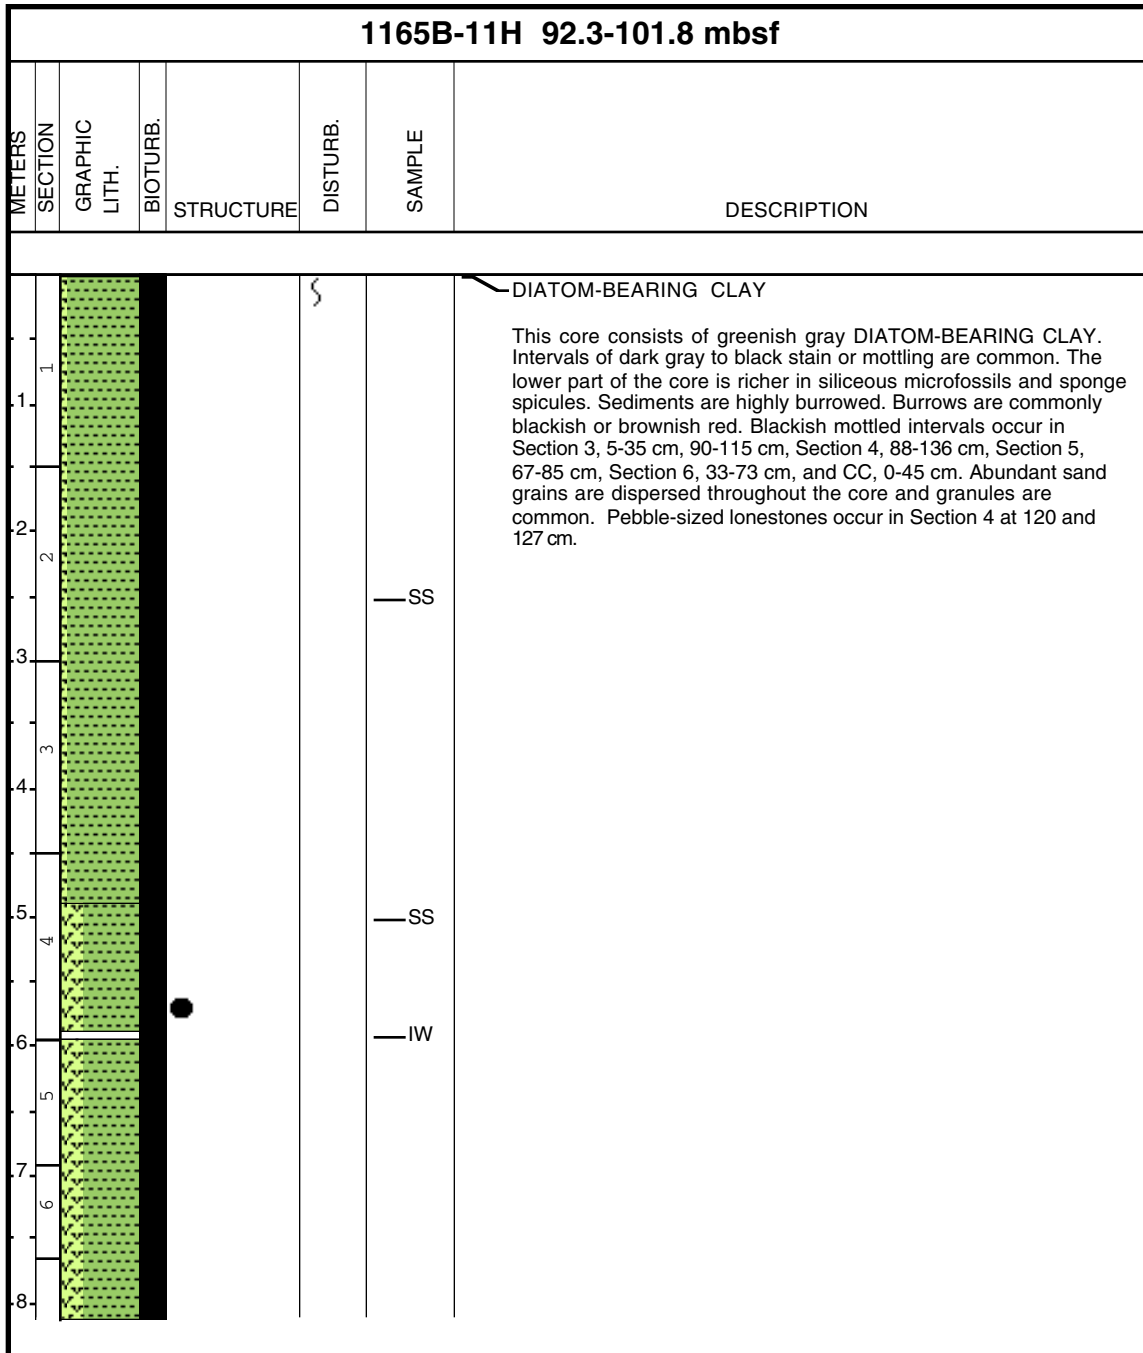 1165B-11H 92.3-101.8 mbsf
METERS
SECTION
GRAPHIC
LITH.
BIOTURB.
STRUCTURE
DISTURB.
SAMPLE
DESCRIPTION
DIATOM-BEARING CLAY
This core consists of greenish gray DIATOM-BEARING CLAY.
Intervals of dark gray to black stain or mottling are common. The
lower part of the core is richer in siliceous microfossils and sponge
spicules. Sediments are highly burrowed. Burrows are commonly
blackish or brownish red. Blackish mottled intervals occur in
Section 3, 5-35 cm, 90-115 cm, Section 4, 88-136 cm, Section 5,
67-85 cm, Section 6, 33-73 cm, and CC, 0-45 cm. Abundant sand
grains are dispersed throughout the core and granules are
common. Pebble-sized lonestones occur in Section 4 at 120 and
127 cm.
1
1
2
2
SS
3
3
4
5
SS
4
6
IW
5
7
6
8